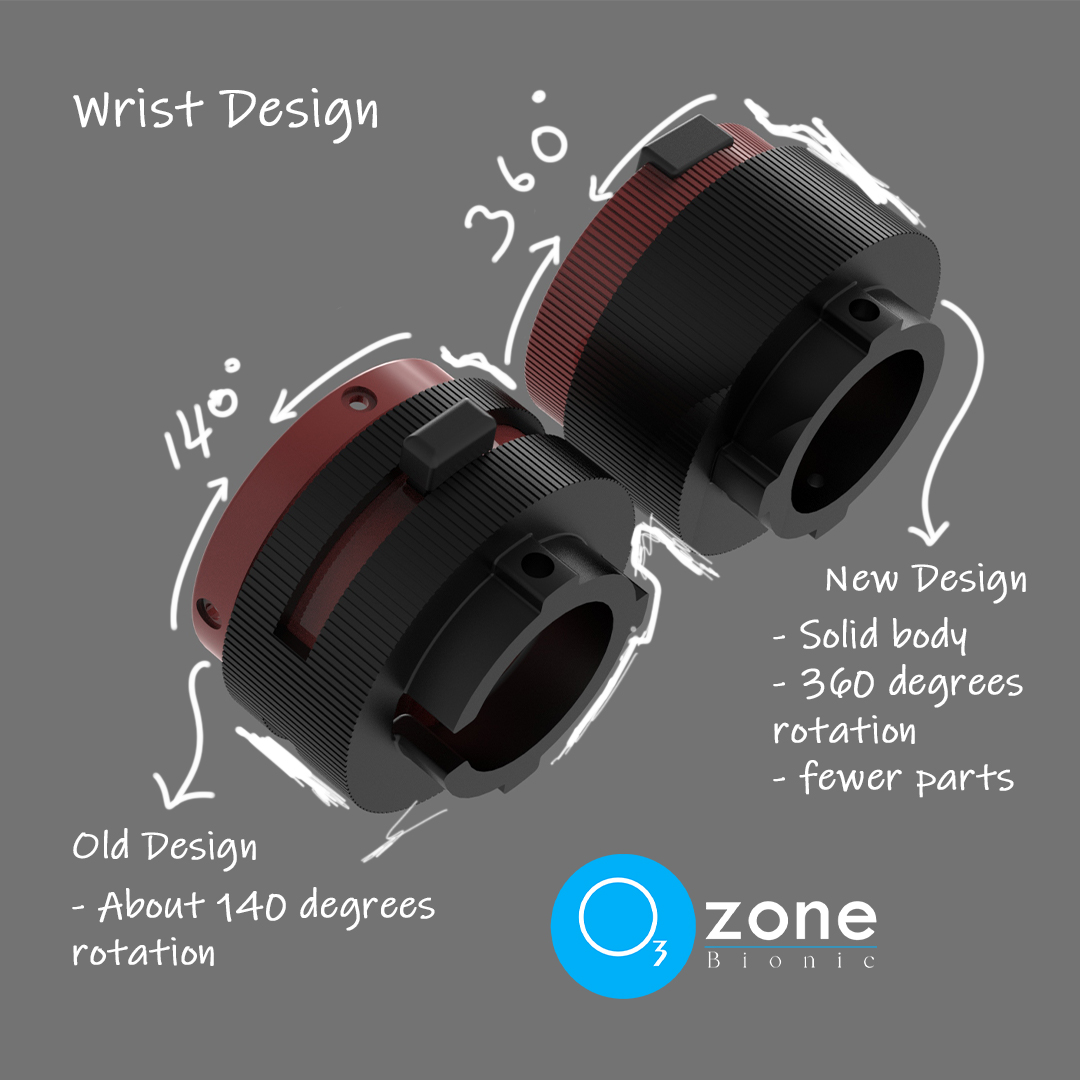 Wrist Design
360°
140°
New Design
- Solid body
- 360 degrees
rotation
- fewer parts
Old Design
- About 140 degrees
rotation
O3 zone
Bionic